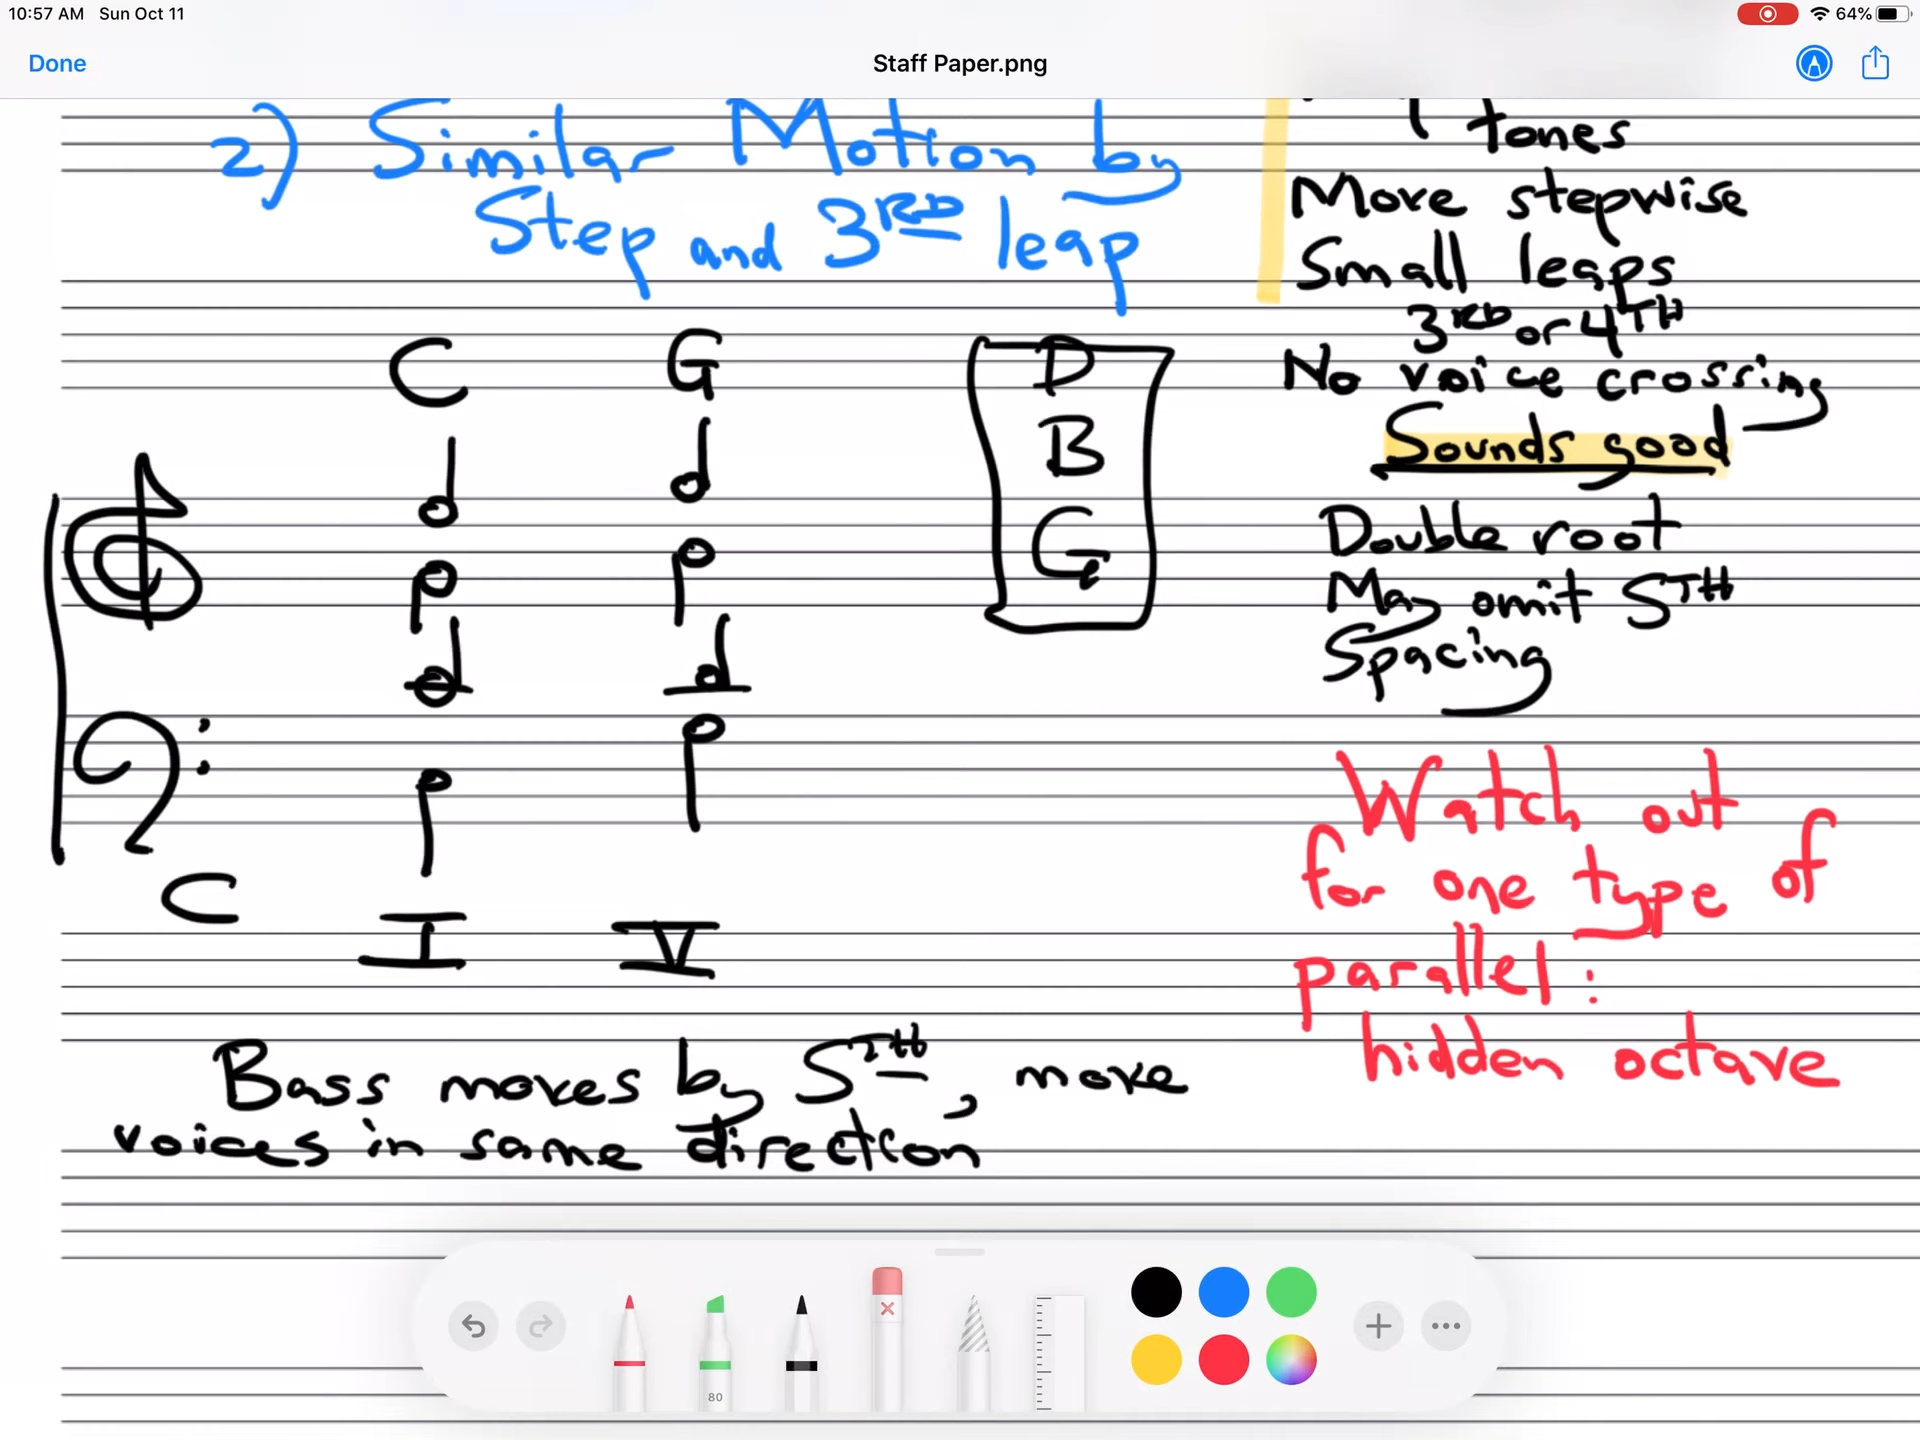 10:57 AM Sun Oct 11
64%
Done
Staff Paper.png
2) Similar Motion by
Step and 3RD leap
tones
More stepwise
Small leaps
3RD or 4TH
No voice crossing
Sounds good
Double root
May omit 5TH
Spacing
C G
D
B
G
C
I V
Watch out
for one type of
parallel:
hidden octave
Bass moves by 5th, move
voices in same direction
80